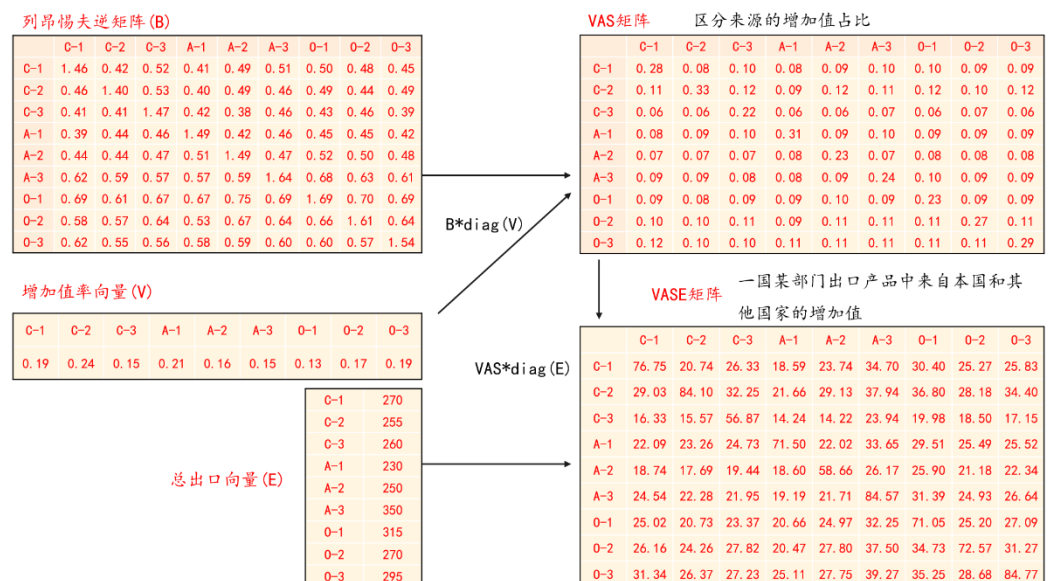 列昂惕夫逆矩阵(B)
C-1 C-2 C-3 A-1 A-2 A-3 O-1 O-2 O-3
C-1 1.46 0.42 0.52 0.41 0.49 0.51 0.50 0.48 0.45
C-2 0.46 1.40 0.53 0.40 0.49 0.46 0.49 0.44 0.49
C-3 0.41 0.41 1.47 0.42 0.38 0.46 0.43 0.46 0.39
A-1 0.39 0.44 0.46 1.49 0.42 0.46 0.45 0.45 0.42
A-2 0.44 0.44 0.47 0.51 1.49 0.47 0.52 0.50 0.48
A-3 0.62 0.59 0.57 0.57 0.59 1.64 0.68 0.63 0.61
O-1 0.69 0.61 0.67 0.67 0.75 0.69 1.69 0.70 0.69
O-2 0.58 0.57 0.64 0.53 0.67 0.64 0.66 1.61 0.64
O-3 0.62 0.55 0.56 0.58 0.59 0.60 0.60 0.57 1.54
B*diag(V)
VAS矩阵 区分来源的增加值占比
C-1 C-2 C-3 A-1 A-2 A-3 O-1 O-2 O-3
C-1 0.28 0.08 0.10 0.08 0.09 0.10 0.10 0.09 0.09
C-2 0.11 0.33 0.12 0.09 0.12 0.11 0.12 0.10 0.12
C-3 0.06 0.06 0.22 0.06 0.06 0.07 0.06 0.07 0.06
A-1 0.08 0.09 0.10 0.31 0.09 0.10 0.09 0.09 0.09
A-2 0.07 0.07 0.07 0.08 0.23 0.07 0.08 0.08 0.08
A-3 0.09 0.09 0.08 0.08 0.09 0.24 0.10 0.09 0.09
O-1 0.09 0.08 0.09 0.09 0.10 0.09 0.23 0.09 0.09
O-2 0.10 0.10 0.11 0.09 0.11 0.11 0.11 0.27 0.11
O-3 0.12 0.10 0.10 0.11 0.11 0.11 0.11 0.11 0.29
增加值率向量(V)
C-1 C-2 C-3 A-1 A-2 A-3 O-1 O-2 O-3
0.19 0.24 0.15 0.21 0.16 0.15 0.13 0.17 0.19
总出口向量(E)
C-1 270
C-2 255
C-3 260
A-1 230
A-2 250
A-3 350
O-1 315
O-2 270
O-3 295
VAS*diag(E)
VASE矩阵 一国某部门出口产品中来自本国和其
他国家的增加值
C-1 C-2 C-3 A-1 A-2 A-3 O-1 O-2 O-3
C-1 76.75 20.74 26.33 18.59 23.74 34.70 30.40 25.27 25.83
C-2 29.03 84.10 32.25 21.66 29.13 37.94 36.80 28.18 34.40
C-3 16.33 15.57 56.87 14.24 14.22 23.94 19.98 18.50 17.15
A-1 22.09 23.26 24.73 71.50 22.02 33.65 29.51 25.49 25.52
A-2 18.74 17.69 19.44 18.60 58.66 26.17 25.90 21.18 22.34
A-3 24.54 22.28 21.95 19.19 21.71 84.57 31.39 24.93 26.64
O-1 25.02 20.73 23.37 20.66 24.97 32.25 71.05 25.20 27.09
O-2 26.16 24.26 27.82 20.47 27.80 37.50 34.73 72.57 31.27
O-3 31.34 26.37 27.23 25.11 27.75 39.27 35.25 28.68 84.77